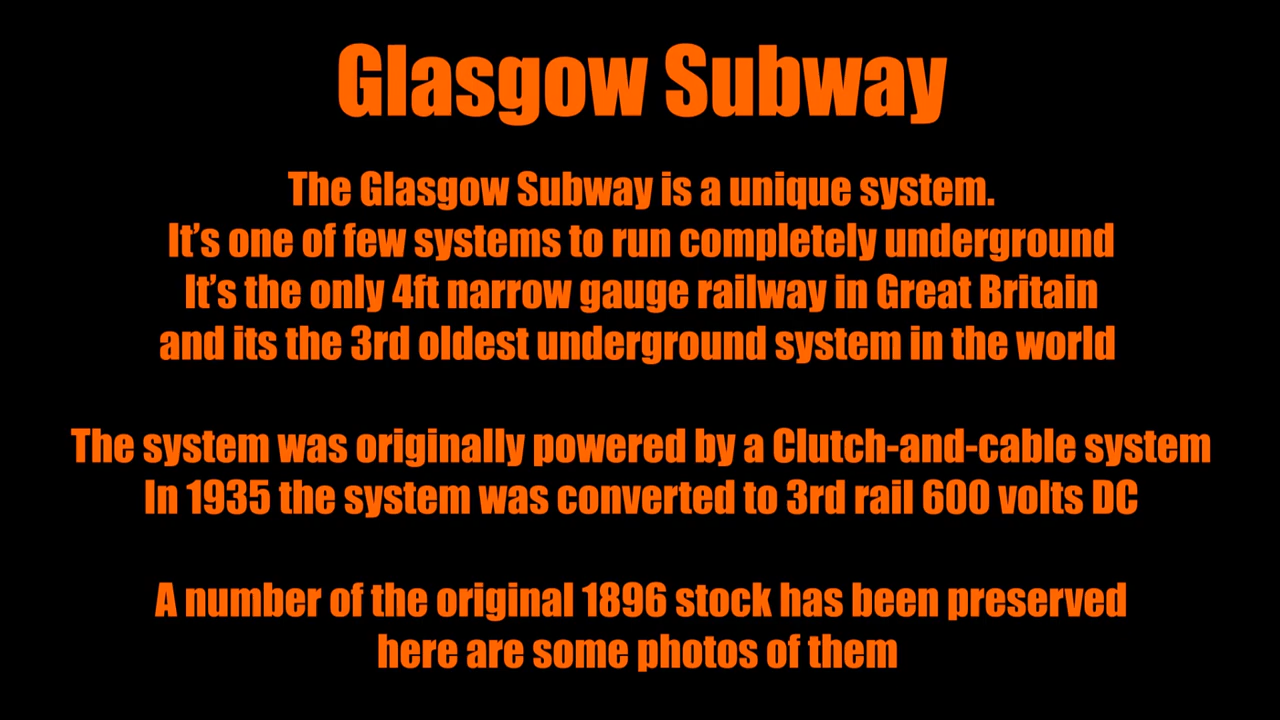 Glasgow Subway
The Glasgow Subway is a unique system.
It’s one of few systems to run completely underground
It’s the only 4ft narrow gauge railway in Great Britain
and its the 3rd oldest underground system in the world
The system was originally powered by a Clutch-and-cable system
In 1935 the system was converted to 3rd rail 600 volts DC
A number of the original 1896 stock has been preserved
here are some photos of them